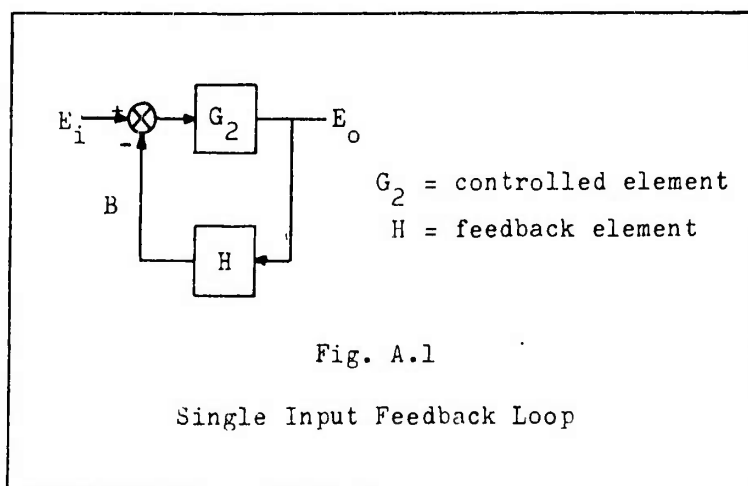 E_i + G_2 E_o
-
B
G_2 = controlled element
H = feedback element
H
Fig. A.1
Single Input Feedback Loop